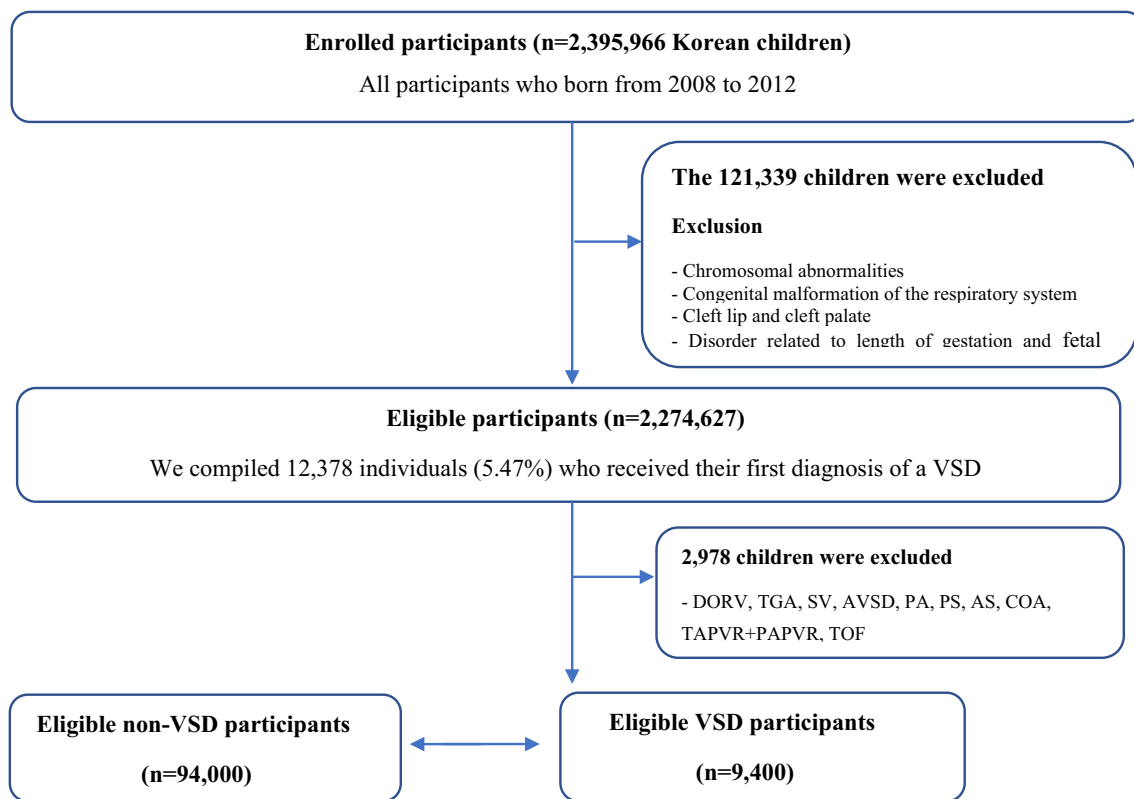 Enrolled participants (n=2,395,966 Korean children)
All participants who born from 2008 to 2012
The 121,339 children were excluded
Exclusion
- Chromosomal abnormalities
- Congenital malformation of the respiratory system
- Cleft lip and cleft palate
- Disorder related to length of gestation and fetal
Eligible participants (n=2,274,627)
We compiled 12,378 individuals (5.47%) who received their first diagnosis of a VSD
2,978 children were excluded
- DORV, TGA, SV, AVSD, PA, PS, AS, COA,
TAPVR+PAPVR, TOF
Eligible non-VSD participants
(n=94,000)
Eligible VSD participants
(n=9,400)